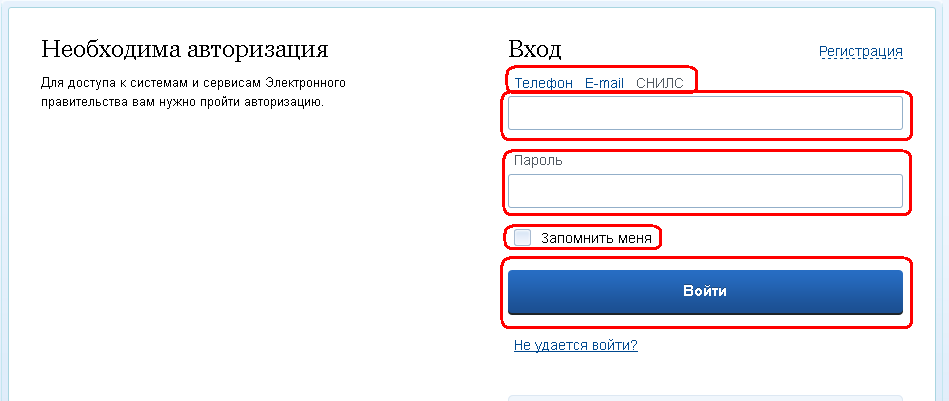 Необходима авторизация
Для доступа к системам и сервисам Электронного
правительства вам нужно пройти авторизацию.
Вход
Регистрация
Телефон E-mail СНИЛС
Пароль
Запомнить меня
Войти
Не удается войти?